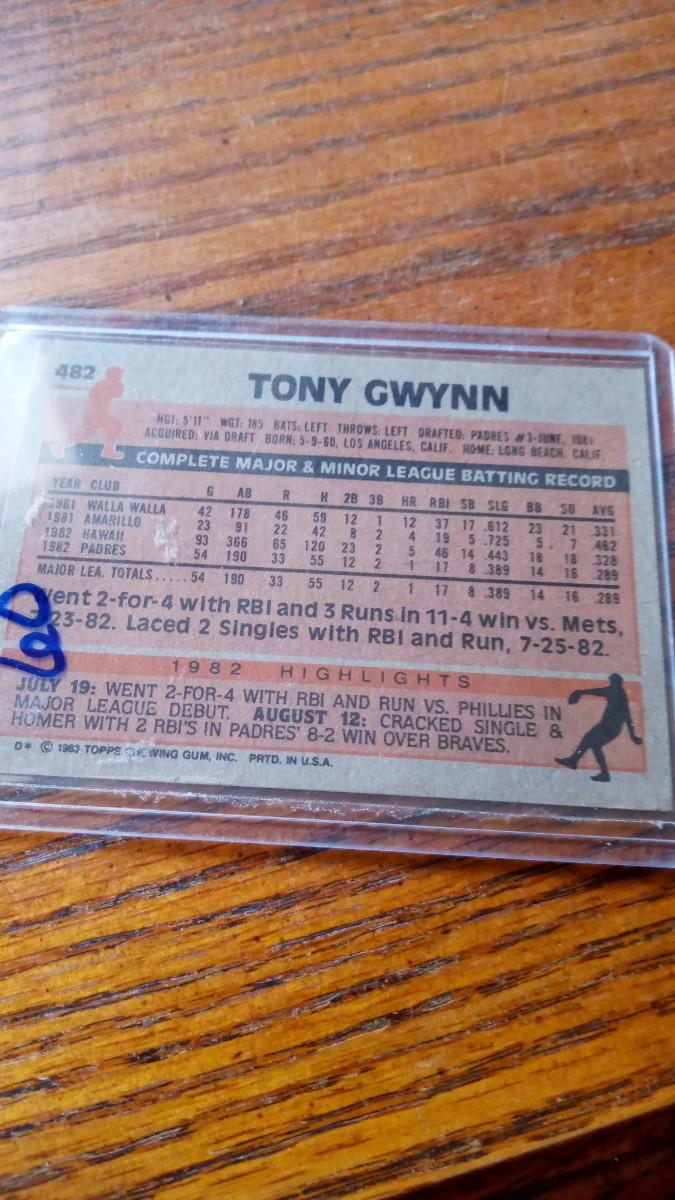 482
TONY GWYNN
HGT: 5'11" WGT: 185 BATS: LEFT THROWS: LEFT DRAFTED: PADRES #3-JUNE, 1981
ACQUIRED: VIA DRAFT BORN: 5-9-60, LOS ANGELES, CALIF. HOME: LONG BEACH, CALIF.
COMPLETE MAJOR & MINOR LEAGUE BATTING RECORD
YEAR CLUB G AB R H 2B 3B HR RBI SB SLG BB SO AVG
1981 WALLA WALLA 42 178 46 59 12 1 12 37 17 .612 23 21 .331
1981 AMARILLO 23 91 22 42 8 2 4 19 5 .725 5 7 .462
1982 HAWAII 93 366 65 120 23 2 5 46 14 .443 18 18 .328
1982 PADRES 54 190 33 55 12 2 1 17 8 .389 14 16 .289
MAJOR LEA. TOTALS..... 54 190 33 55 12 2 1 17 8 .389 14 16 .289
Went 2-for-4 with RBI and 3 Runs in 11-4 win vs. Mets,
7-23-82. Laced 2 Singles with RBI and Run, 7-25-82.
60
1982 HIGHLIGHTS
JULY 19: WENT 2-FOR-4 WITH RBI AND RUN VS. PHILLIES IN
MAJOR LEAGUE DEBUT. AUGUST 12: CRACKED SINGLE &
HOMER WITH 2 RBI'S IN PADRES' 8-2 WIN OVER BRAVES.
D* © 1983 TOPPS CHEWING GUM, INC. PRTD. IN U.S.A.